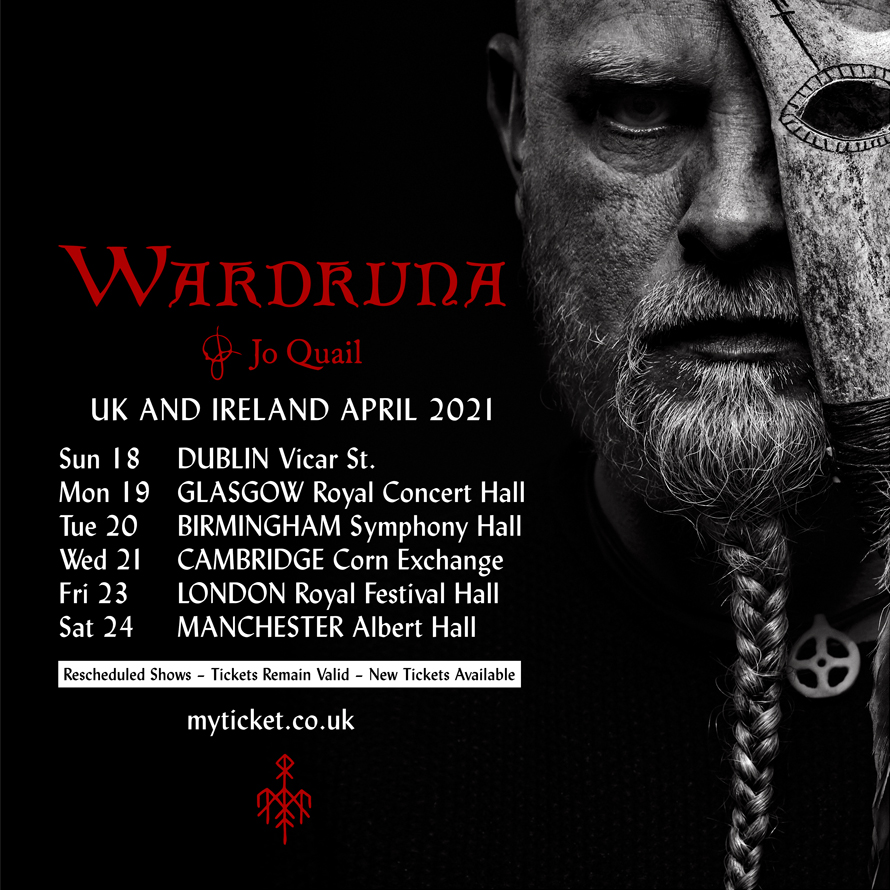 WARDRUNA
Jo Quail
UK AND IRELAND APRIL 2021
Sun 18 DUBLIN Vicar St.
Mon 19 GLASGOW Royal Concert Hall
Tue 20 BIRMINGHAM Symphony Hall
Wed 21 CAMBRIDGE Corn Exchange
Fri 23 LONDON Royal Festival Hall
Sat 24 MANCHESTER Albert Hall
Rescheduled Shows – Tickets Remain Valid – New Tickets Available
myticket.co.uk